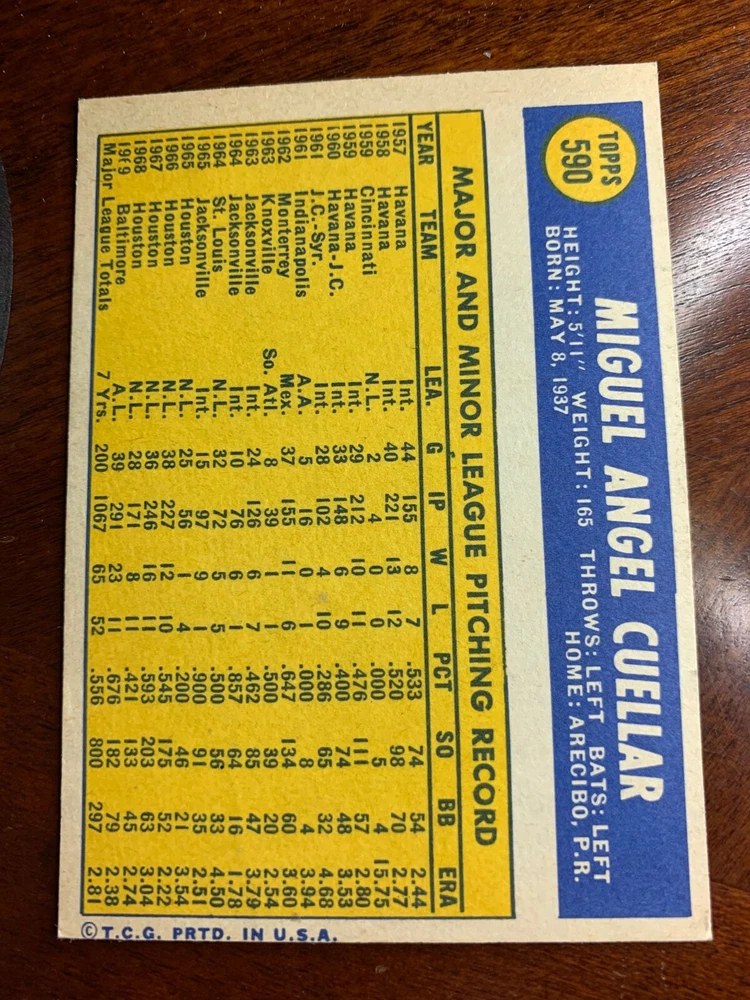 TOPPS
590
MIGUEL ANGEL CUELLAR
HEIGHT: 5'11" WEIGHT: 165 THROWS: LEFT BATS: LEFT
BORN: MAY 8, 1937 HOME: ARECIBO, P.R.
MAJOR AND MINOR LEAGUE PITCHING RECORD
YEAR TEAM LEA. G IP W L PCT SO BB ERA
1957 Havana Int. 44 155 8 7 .533 74 54 2.44
1958 Havana Int. 40 221 13 12 .520 98 70 2.77
1959 Cincinnati N.L. 2 4 0 0 .000 5 4 15.75
1959 Havana Int. 29 212 10 11 .476 111 57 2.80
1960 Havana-J.C. Int. 33 148 6 9 .400 74 48 3.53
1961 J.C.-Syr. Int. 28 102 4 10 .286 65 32 4.68
1961 Indianapolis A.A. 5 16 0 1 .000 8 4 3.94
1962 Monterey Mex. 37 155 11 6 .647 134 60 3.60
1963 Knoxville So. Atl. 8 39 1 1 .500 39 20 2.54
1963 Jacksonville Int. 24 126 6 7 .462 85 47 3.79
1964 Jacksonville Int. 10 76 6 1 .857 64 16 1.78
1964 St. Louis N.L. 32 72 5 5 .500 56 33 4.50
1965 Jacksonville Int. 15 97 9 1 .900 91 35 2.51
1965 Houston N.L. 25 56 1 4 .200 46 21 3.54
1966 Houston N.L. 38 227 12 10 .545 175 52 2.22
1967 Houston N.L. 36 246 16 11 .593 203 63 3.04
1968 Houston N.L. 28 171 8 11 .421 133 45 2.74
1969 Baltimore A.L. 39 291 23 11 .676 182 79 2.38
Major League Totals 7 Yrs. 200 1067 65 52 .556 800 297 2.81
© T.C.G. PRTD. IN U.S.A.